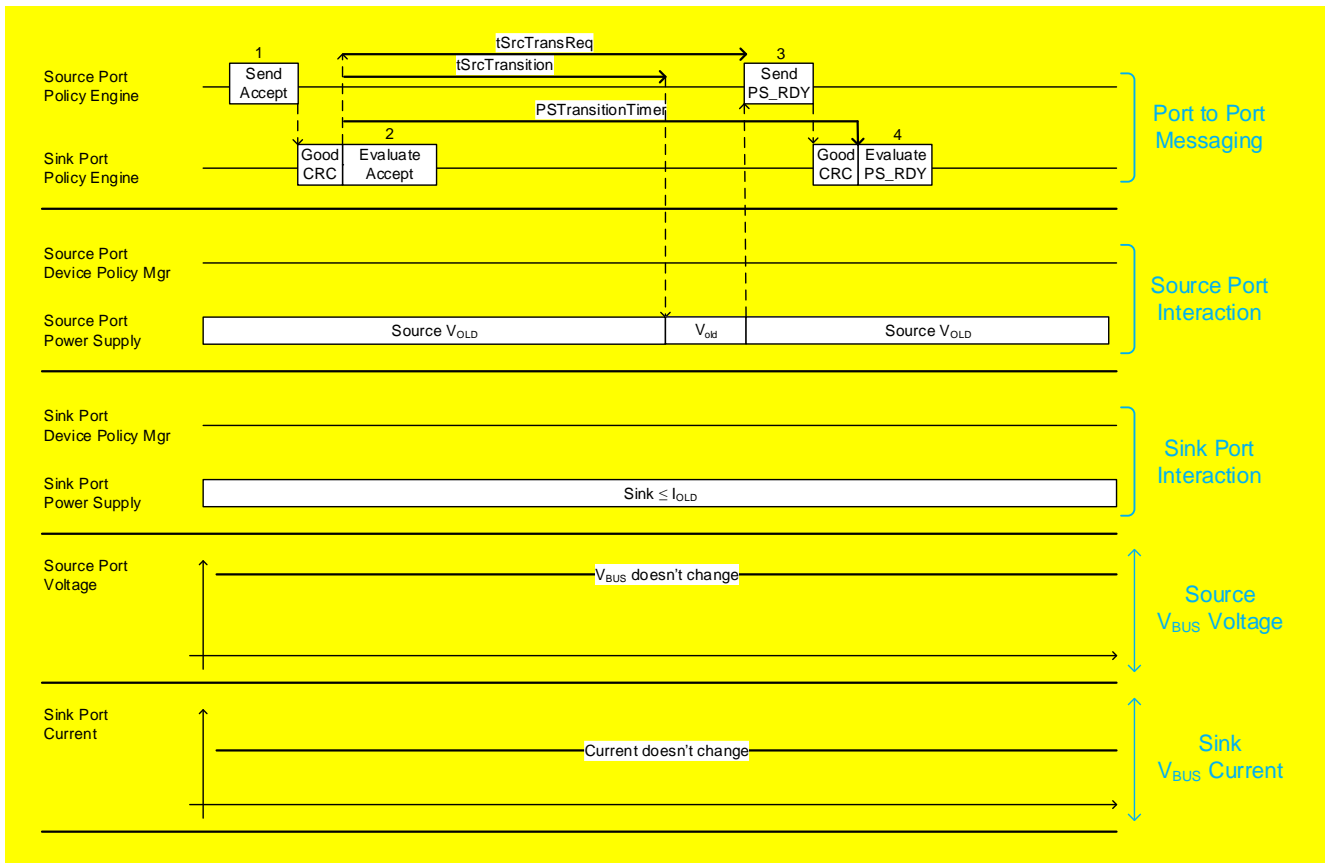 tSrcTransReq
1
3
tSrcTransition
Source Port
Policy Engine
Send
Accept
Send
PS_RDY
PSTransitionTimer
2
4
Port to Port
Messaging
Sink Port
Policy Engine
Good
CRC
Evaluate
Accept
Good
CRC
Evaluate
PS_RDY
Source Port
Device Policy Mgr
Source Port
Interaction
Source Port
Power Supply
Source VOLD
Vold
Source VOLD
Sink Port
Device Policy Mgr
Sink Port
Interaction
Sink Port
Power Supply
Sink ≤ IOLD
Source Port
Voltage
VBUS doesn't change
Source
VBUS Voltage
Sink Port
Current
Current doesn't change
Sink
VBUS Current